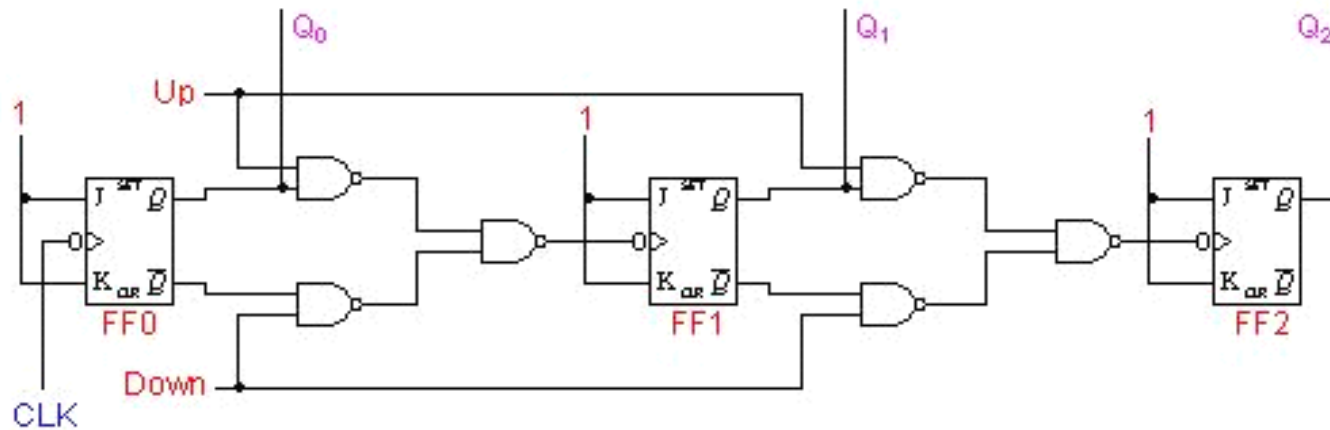 Q0
Q1
Q2
Up
1
1
1
J SET Q
J SET Q
J SET Q
K CLR Q̅
K CLR Q̅
K CLR Q̅
FF0
FF1
FF2
Down
CLK